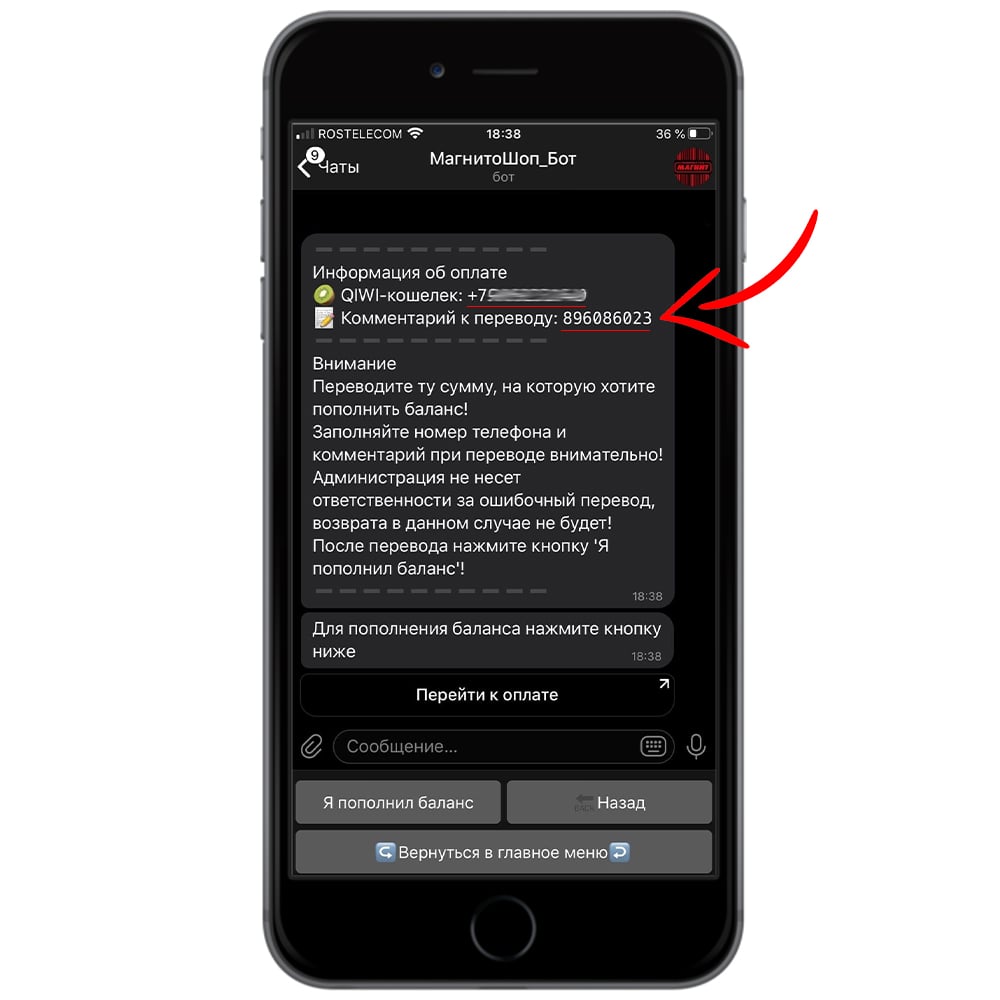 ROSTELECOM 18:38 36 %
9
Чаты МагнитоШоп_Бот
бот
МАГНИТ
Информация об оплате
QIWI-кошелек: +7
Комментарий к переводу: 896086023
Внимание
Переводите ту сумму, на которую хотите
пополнить баланс!
Заполняйте номер телефона и
комментарий при переводе внимательно!
Администрация не несет
ответственности за ошибочный перевод,
возврата в данном случае не будет!
После перевода нажмите кнопку 'Я
пополнил баланс'!
18:38
Для пополнения баланса нажмите кнопку
ниже
18:38
Перейти к оплате
Сообщение...
Я пополнил баланс
BACK Назад
Вернуться в главное меню